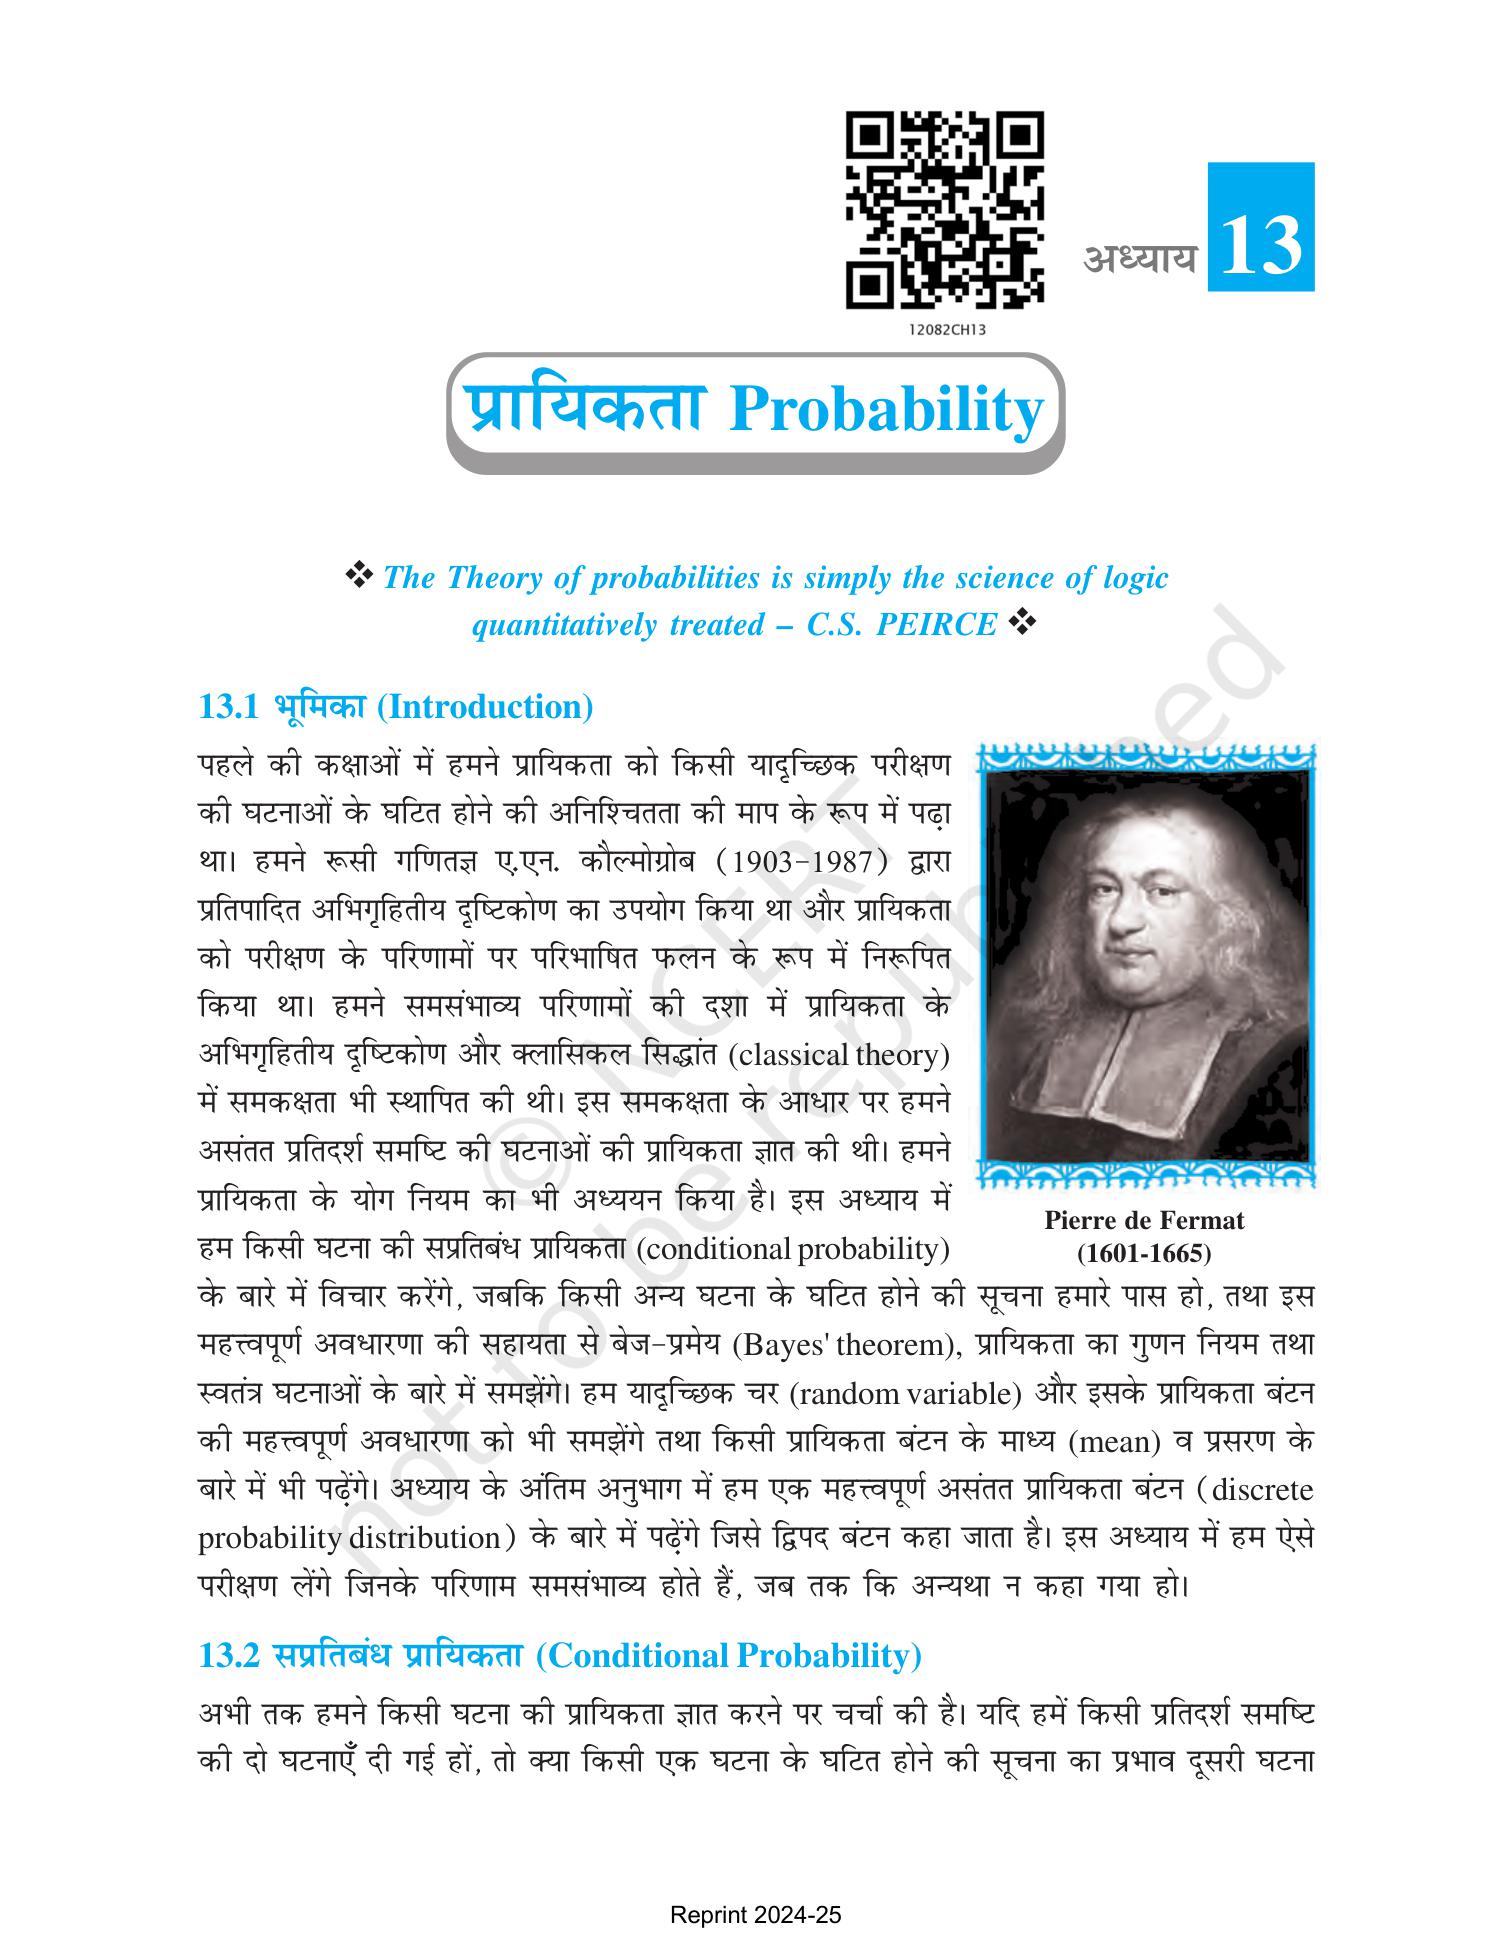 अध्याय 13
12082CH13
प्रायिकता Probability
❖ The Theory of probabilities is simply the science of logic
quantitatively treated – C.S. PEIRCE ❖
13.1 भूमिका (Introduction)
पहले की कक्षाओं में हमने प्रायिकता को किसी यादृच्छिक परीक्षण
की घटनाओं के घटित होने की अनिश्चितता की माप के रूप में पढ़ा
था। हमने रूसी गणितज्ञ ए.एन. कौल्मोग्रोब (1903-1987) द्वारा
प्रतिपादित अभिगृहितीय दृष्टिकोण का उपयोग किया था और प्रायिकता
को परीक्षण के परिणामों पर परिभाषित फलन के रूप में निरूपित
किया था। हमने समसंभाव्य परिणामों की दशा में प्रायिकता के
अभिगृहितीय दृष्टिकोण और क्लासिकल सिद्धांत (classical theory)
में समकक्षता भी स्थापित की थी। इस समकक्षता के आधार पर हमने
असंतत प्रतिदर्श समष्टि की घटनाओं की प्रायिकता ज्ञात की थी। हमने
प्रायिकता के योग नियम का भी अध्ययन किया है। इस अध्याय में
हम किसी घटना की सप्रतिबंध प्रायिकता (conditional probability)
Pierre de Fermat
(1601-1665)
के बारे में विचार करेंगे, जबकि किसी अन्य घटना के घटित होने की सूचना हमारे पास हो, तथा इस
महत्त्वपूर्ण अवधारणा की सहायता से बेज-प्रमेय (Bayes' theorem), प्रायिकता का गुणन नियम तथा
स्वतंत्र घटनाओं के बारे में समझेंगे। हम यादृच्छिक चर (random variable) और इसके प्रायिकता बंटन
की महत्त्वपूर्ण अवधारणा को भी समझेंगे तथा किसी प्रायिकता बंटन के माध्य (mean) व प्रसरण के
बारे में भी पढ़ेंगे। अध्याय के अंतिम अनुभाग में हम एक महत्त्वपूर्ण असंतत प्रायिकता बंटन (discrete
probability distribution) के बारे में पढ़ेंगे जिसे द्विपद बंटन कहा जाता है। इस अध्याय में हम ऐसे
परीक्षण लेंगे जिनके परिणाम समसंभाव्य होते हैं, जब तक कि अन्यथा न कहा गया हो।
13.2 सप्रतिबंध प्रायिकता (Conditional Probability)
अभी तक हमने किसी घटना की प्रायिकता ज्ञात करने पर चर्चा की है। यदि हमें किसी प्रतिदर्श समष्टि
की दो घटनाएँ दी गई हों, तो क्या किसी एक घटना के घटित होने की सूचना का प्रभाव दूसरी घटना
© NCERT
not to be republished
Reprint 2024-25